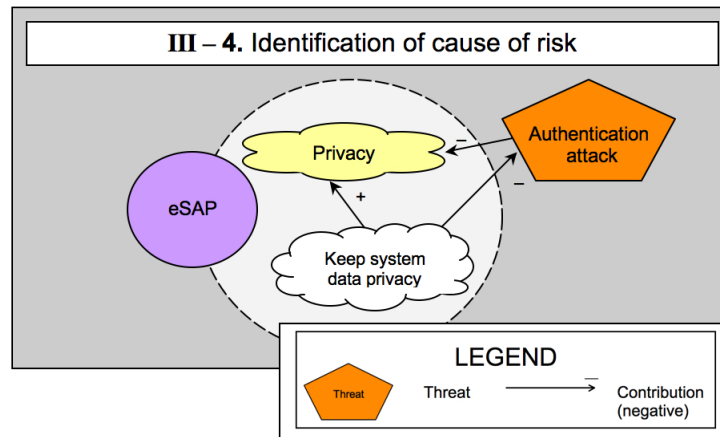 III – 4. Identification of cause of risk
Authentication
attack
–
Privacy
–
+
eSAP
Keep system
data privacy
LEGEND
Threat
Threat
–
Contribution
(negative)